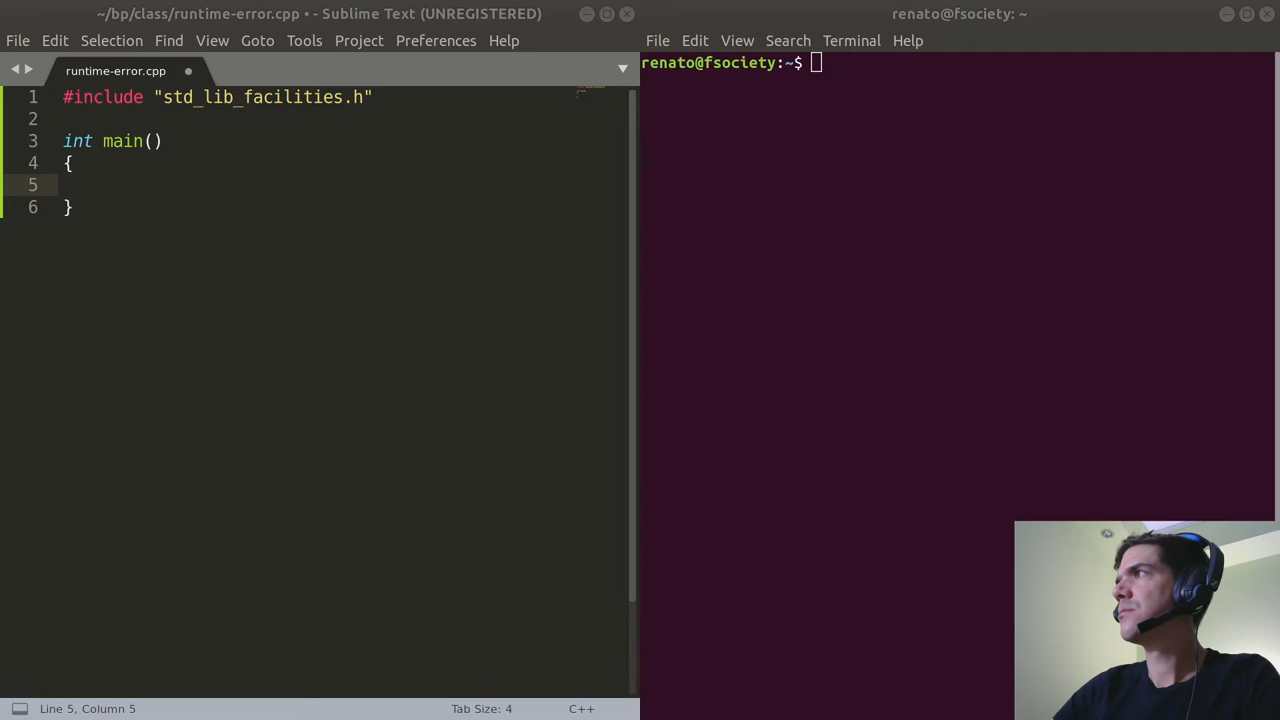 ~/bp/class/runtime-error.cpp • - Sublime Text (UNREGISTERED)
File Edit Selection Find View Goto Tools Project Preferences Help
runtime-error.cpp
1 #include "std_lib_facilities.h"
2
3 int main()
4 {
5
6 }
Line 5, Column 5
Tab Size: 4
C++
renato@fsociety: ~
File Edit View Search Terminal Help
renato@fsociety:~$